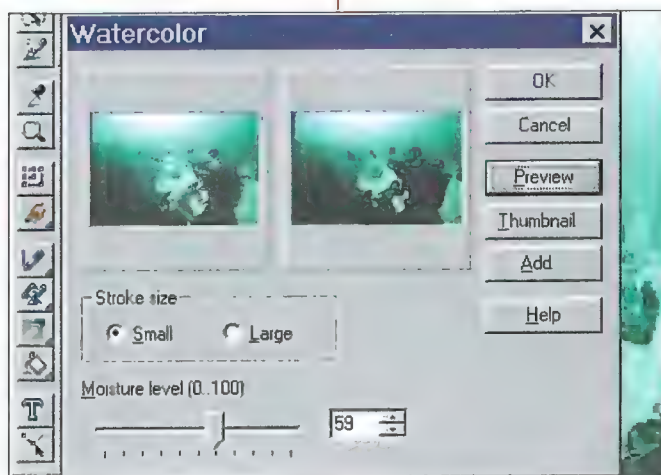 Watercolor
OK
Cancel
Preview
Thumbnail
Add
Help
Stroke size
Small
Large
Moisture level (0..100)
59